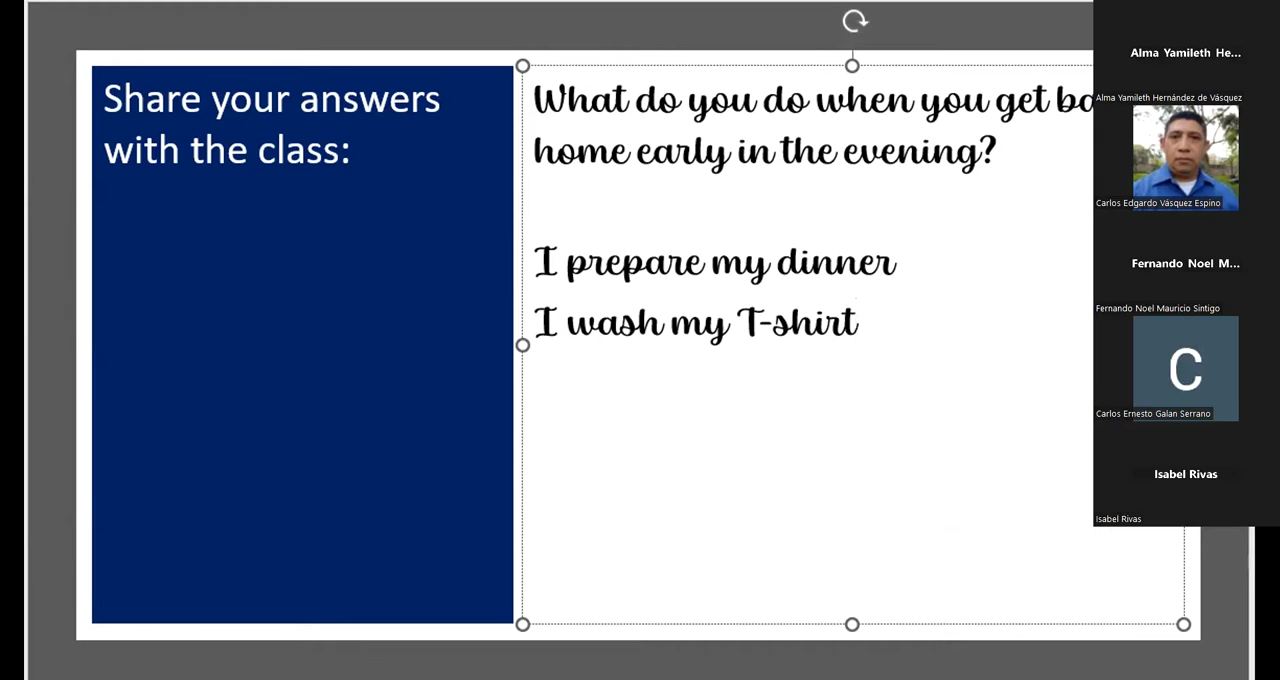 Share your answers
with the class:
What do you do when you get
home early in the evening?
I prepare my dinner
I wash my T-shirt
Alma Yamileth He...
Alma Yamileth Hernández de Vásquez
Carlos Edgardo Vásquez Espino
Fernando Noel M...
Fernando Noel Mauricio Sintigo
C
Carlos Ernesto Galan Serrano
Isabel Rivas
Isabel Rivas